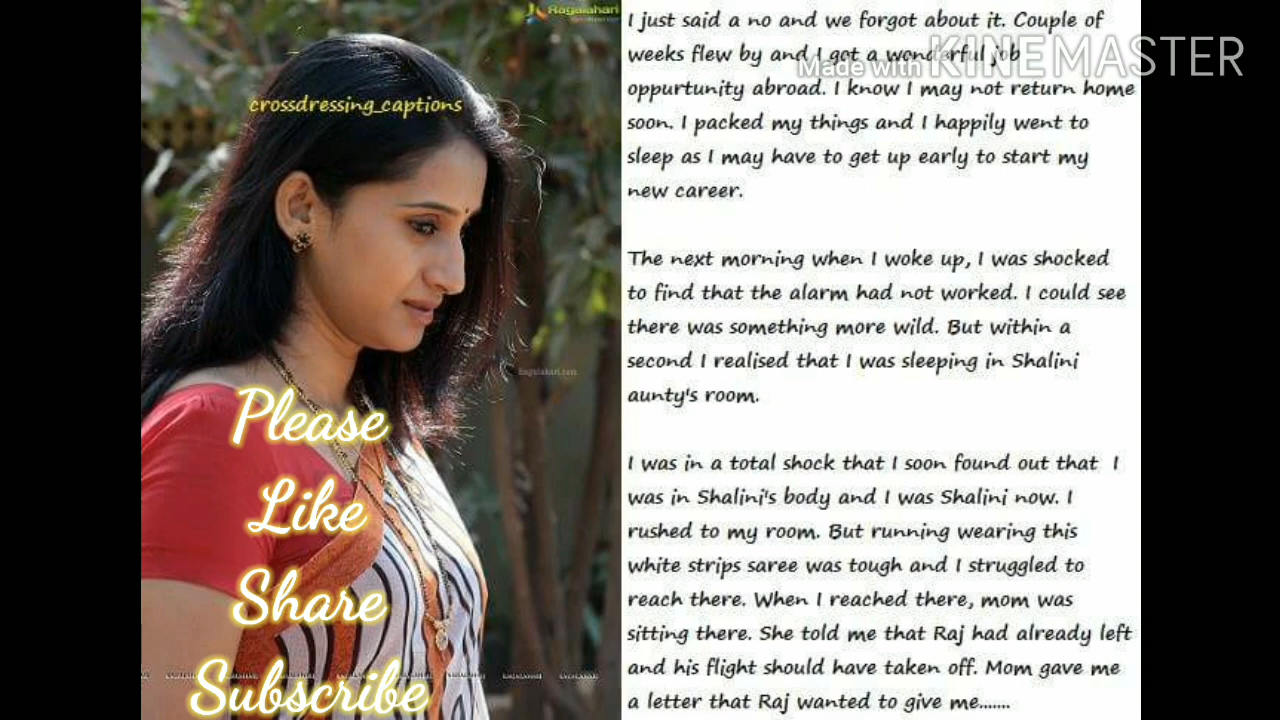 Ragalahari
crossdressing_captions
Ragalahari.com
Please
Like
Share
Subscribe
Made with KINEMASTER
I just said a no and we forgot about it. Couple of
weeks flew by and I got a wonderful job
oppurtunity abroad. I know I may not return home
soon. I packed my things and I happily went to
sleep as I may have to get up early to start my
new career.
The next morning when I woke up, I was shocked
to find that the alarm had not worked. I could see
there was something more wild. But within a
second I realised that I was sleeping in Shalini
aunty's room.
I was in a total shock that I soon found out that I
was in Shalini's body and I was Shalini now. I
rushed to my room. But running wearing this
white strips saree was tough and I struggled to
reach there. When I reached there, mom was
sitting there. She told me that Raj had already left
and his flight should have taken off. Mom gave me
a letter that Raj wanted to give me.......